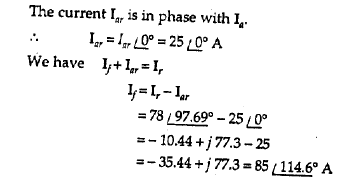 The current I_ar is in phase with I_a.
∴ I_ar = I_ar ∠0° = 25 ∠0° A
We have I_f + I_ar = I_r
I_f = I_r − I_ar
= 78 ∠97.69° − 25 ∠0°
= − 10.44 + j 77.3 − 25
= − 35.44 + j 77.3 = 85 ∠114.6° A